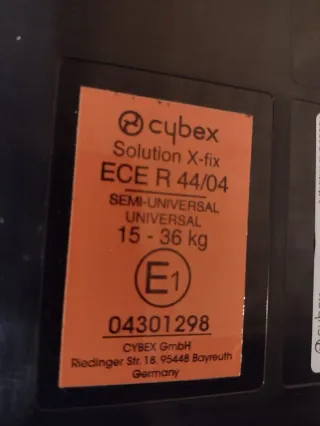 cybex
Solution X-fix
ECE R 44/04
SEMI-UNIVERSAL
UNIVERSAL
15 - 36 kg
E1
04301298
CYBEX GmbH
Riedinger Str. 18, 95448 Bayreuth
Germany
cybex